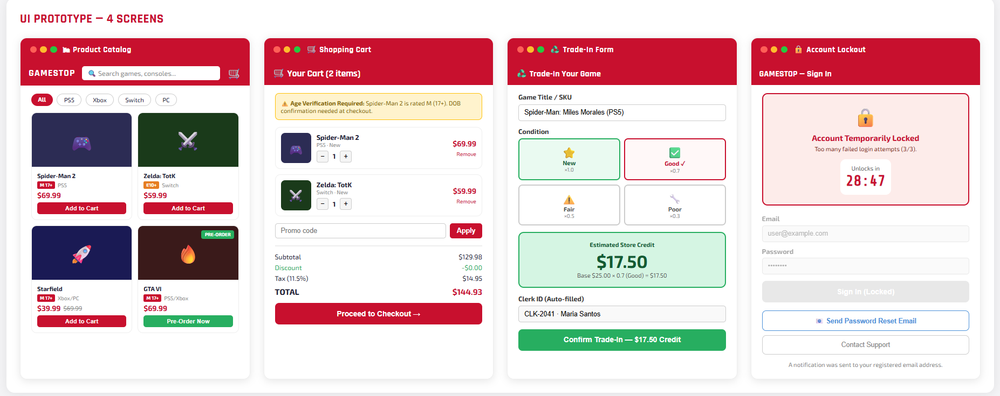 UI PROTOTYPE — 4 SCREENS
Product Catalog
GAMESTOP
Search games, consoles...
All
PS5
Xbox
Switch
PC
Spider-Man 2
M 17+ PS5
$69.99
Add to Cart
Zelda: TotK
E10+ Switch
$59.99
Add to Cart
Starfield
M 17+ Xbox/PC
$39.99 $69.99
Add to Cart
PRE-ORDER
GTA VI
M 17+ PS5/Xbox
$69.99
Pre-Order Now
Shopping Cart
Your Cart (2 items)
Age Verification Required: Spider-Man 2 is rated M (17+). DOB
confirmation needed at checkout.
Spider-Man 2
PS5 · New
− 1 +
$69.99
Remove
Zelda: TotK
Switch · New
− 1 +
$59.99
Remove
Promo code
Apply
Subtotal $129.98
Discount -$0.00
Tax (11.5%) $14.95
TOTAL $144.93
Proceed to Checkout →
Trade-In Form
Trade-In Your Game
Game Title / SKU
Spider-Man: Miles Morales (PS5)
Condition
New
×1.0
Good ✓
×0.7
Fair
×0.5
Poor
×0.3
Estimated Store Credit
$17.50
Base $25.00 × 0.7 (Good) = $17.50
Clerk ID (Auto-filled)
CLK-2041 · Maria Santos
Confirm Trade-In — $17.50 Credit
Account Lockout
GAMESTOP — Sign In
Account Temporarily Locked
Too many failed login attempts (3/3).
Unlocks in
28:47
Email
user@example.com
Password
••••••••
Sign In (Locked)
Send Password Reset Email
Contact Support
A notification was sent to your registered email address.